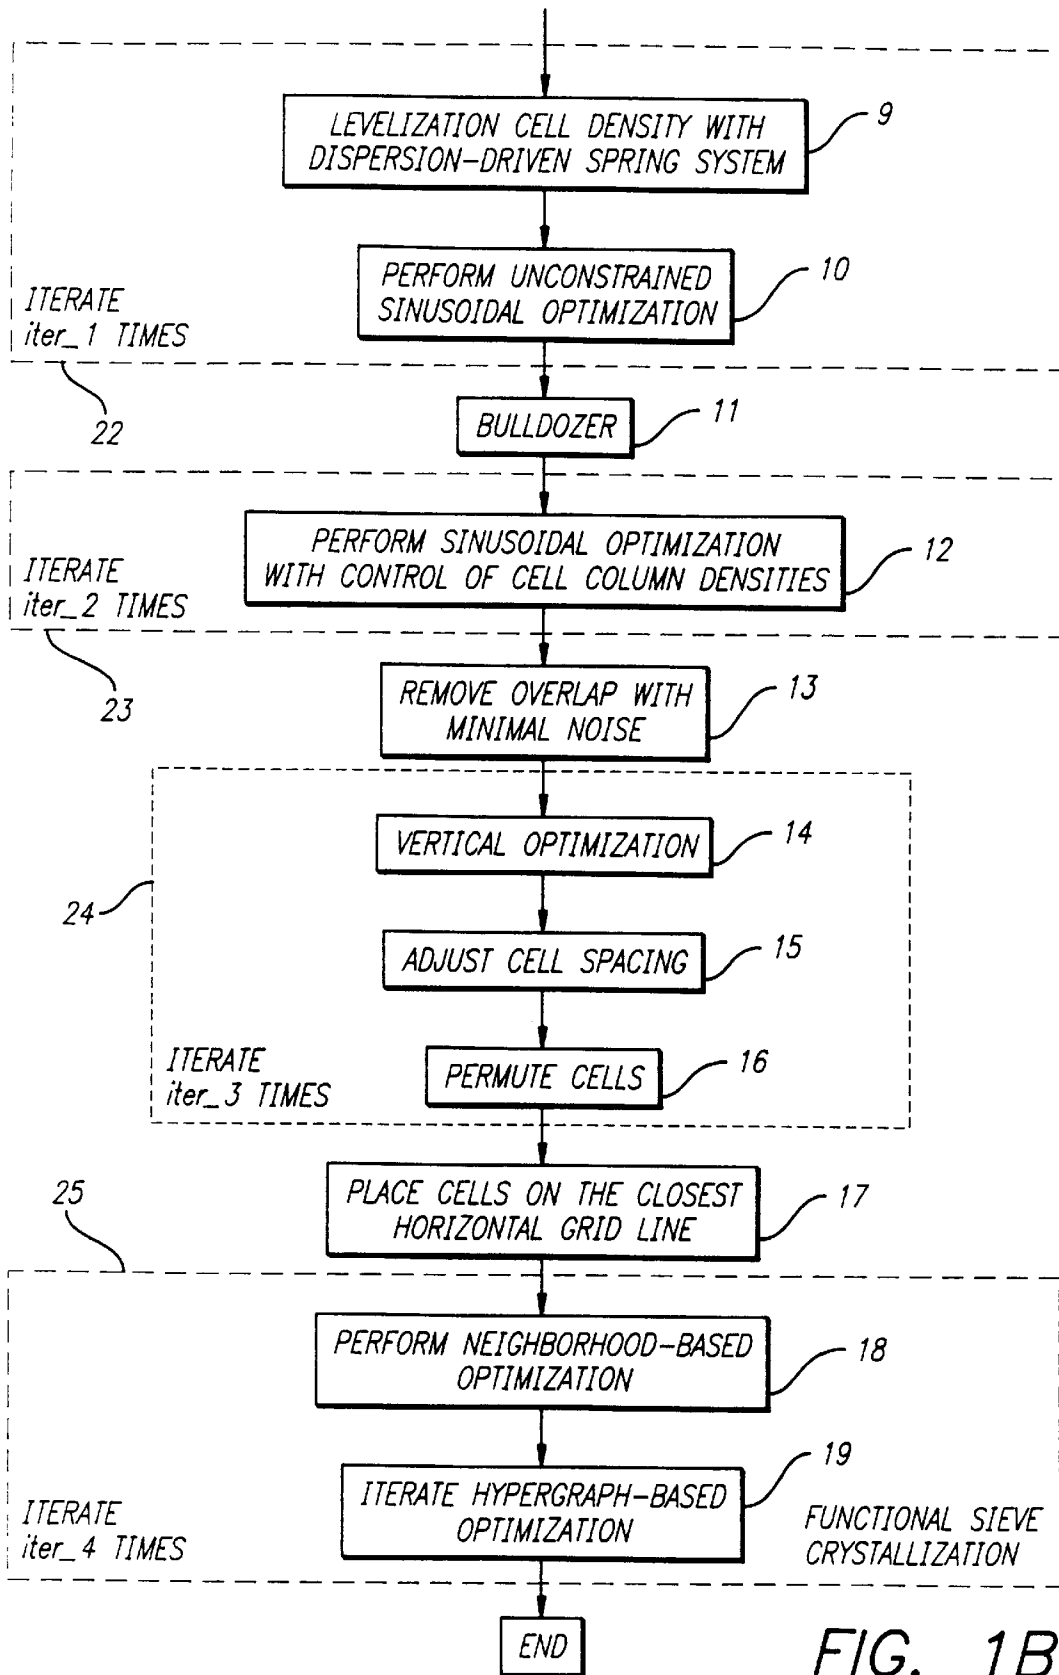 LEVELIZATION CELL DENSITY WITH
DISPERSION-DRIVEN SPRING SYSTEM
9
PERFORM UNCONSTRAINED
SINUSOIDAL OPTIMIZATION
10
ITERATE
iter_1 TIMES
22
BULLDOZER
11
PERFORM SINUSOIDAL OPTIMIZATION
WITH CONTROL OF CELL COLUMN DENSITIES
12
ITERATE
iter_2 TIMES
23
REMOVE OVERLAP WITH
MINIMAL NOISE
13
VERTICAL OPTIMIZATION
14
24
ADJUST CELL SPACING
15
PERMUTE CELLS
16
ITERATE
iter_3 TIMES
PLACE CELLS ON THE CLOSEST
HORIZONTAL GRID LINE
17
25
PERFORM NEIGHBORHOOD-BASED
OPTIMIZATION
18
ITERATE HYPERGRAPH-BASED
OPTIMIZATION
19
ITERATE
iter_4 TIMES
FUNCTIONAL SIEVE
CRYSTALLIZATION
END
FIG. 1B